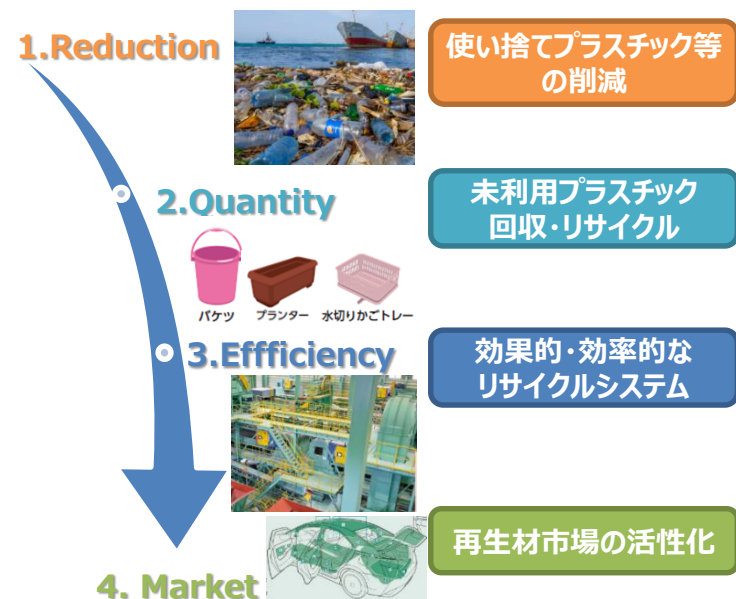 1.Reduction
使い捨てプラスチック等
の削減
2.Quantity
未利用プラスチック
回収・リサイクル
バケツ
プランター
水切りかごトレー
3.Effficiency
効果的・効率的な
リサイクルシステム
4. Market
再生材市場の活性化